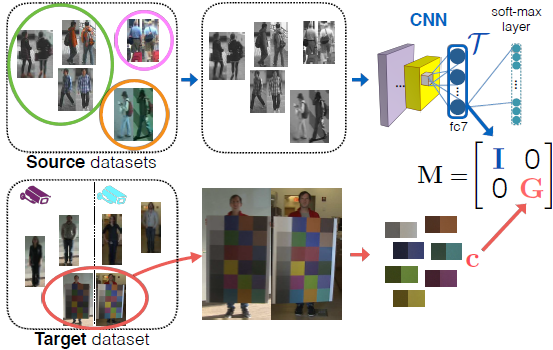 CNN
soft-max
layer
𝒯
...
...
fc7
Source datasets
M = [ I 0
0 G ]
c
Target dataset